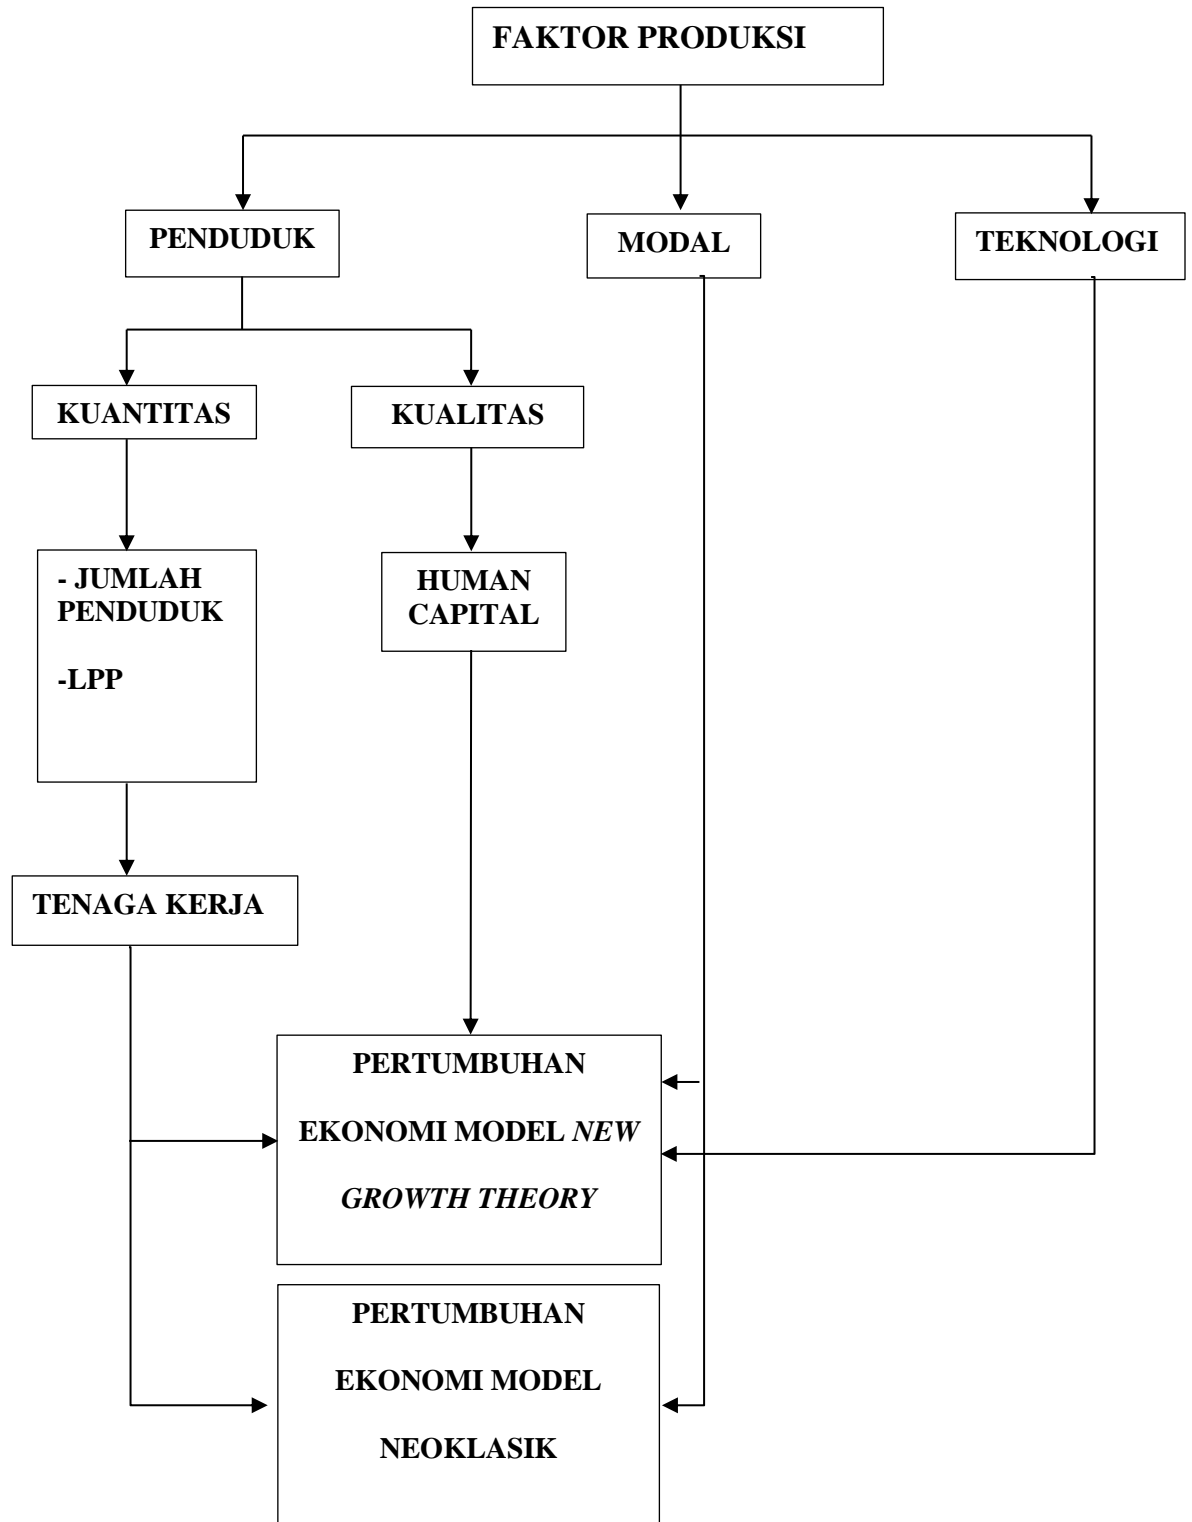 FAKTOR PRODUKSI
PENDUDUK
MODAL
TEKNOLOGI
KUANTITAS
KUALITAS
- JUMLAH
PENDUDUK
-LPP
HUMAN
CAPITAL
TENAGA KERJA
PERTUMBUHAN
EKONOMI MODEL NEW
GROWTH THEORY
PERTUMBUHAN
EKONOMI MODEL
NEOKLASIK